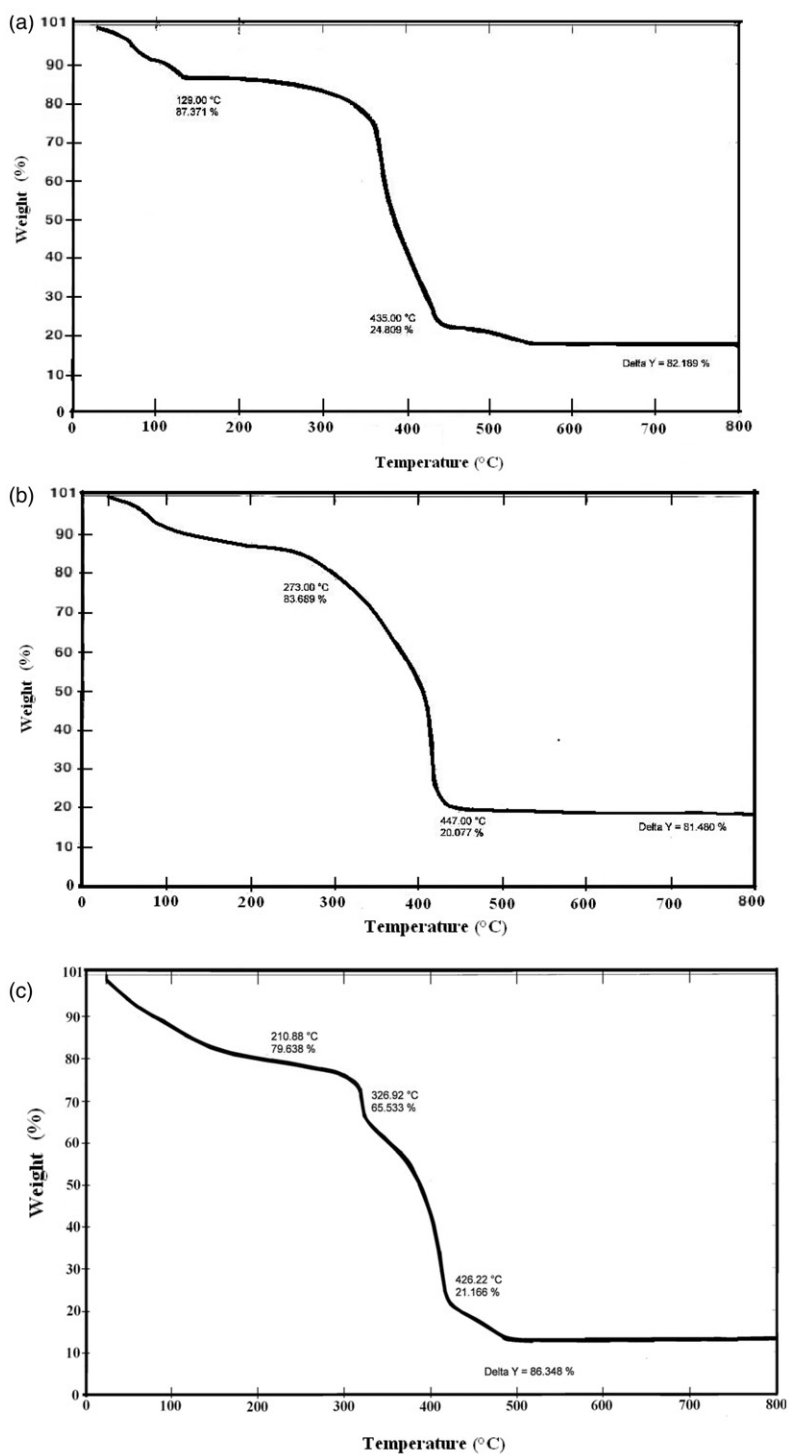 (a)
101
90
80
70
60
50
40
30
20
10
0
Weight (%)
129.00 °C
87.371 %
435.00 °C
24.809 %
Delta Y = 82.189 %
0 100 200 300 400 500 600 700 800
Temperature (°C)
(b)
101
90
80
70
60
50
40
30
20
10
0
Weight (%)
273.00 °C
83.689 %
447.00 °C
20.077 %
Delta Y = 81.480 %
0 100 200 300 400 500 600 700 800
Temperature (°C)
(c)
101
90
80
70
60
50
40
30
20
10
0
Weight (%)
210.88 °C
79.638 %
326.92 °C
65.533 %
426.22 °C
21.166 %
Delta Y = 86.348 %
0 100 200 300 400 500 600 700 800
Temperature (°C)